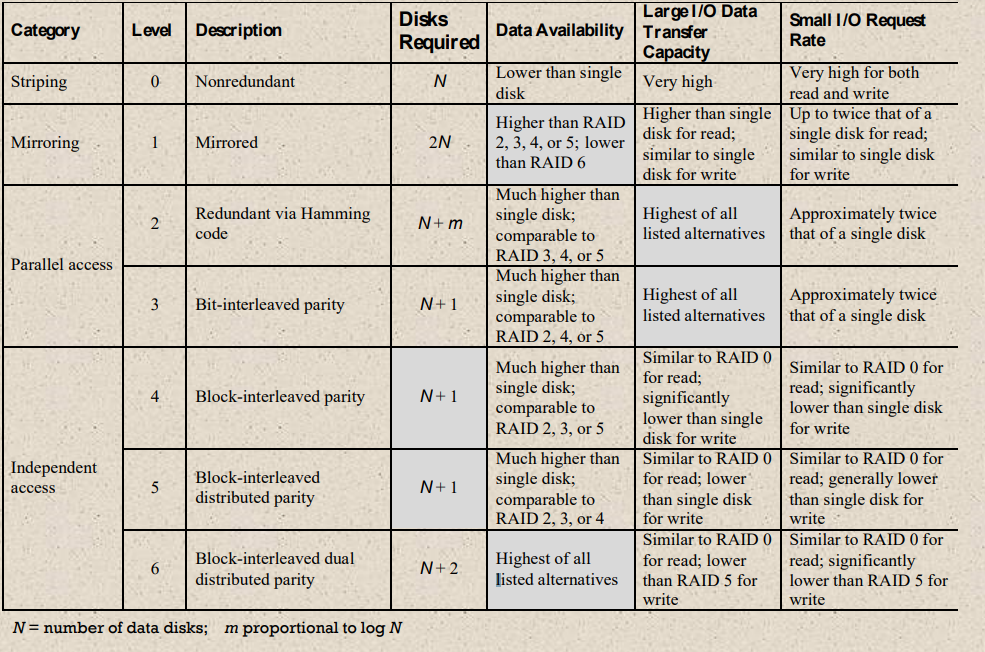 Category Level Description Disks Required Data Availability Large I/O Data Transfer Capacity Small I/O Request Rate
Striping 0 Nonredundant N Lower than single disk Very high Very high for both read and write
Mirroring 1 Mirrored 2N Higher than RAID 2, 3, 4, or 5; lower than RAID 6 Higher than single disk for read; similar to single disk for write Up to twice that of a single disk for read; similar to single disk for write
Parallel access 2 Redundant via Hamming code N + m Much higher than single disk; comparable to RAID 3, 4, or 5 Highest of all listed alternatives Approximately twice that of a single disk
3 Bit-interleaved parity N + 1 Much higher than single disk; comparable to RAID 2, 4, or 5 Highest of all listed alternatives Approximately twice that of a single disk
Independent access 4 Block-interleaved parity N + 1 Much higher than single disk; comparable to RAID 2, 3, or 5 Similar to RAID 0 for read; significantly lower than single disk for write Similar to RAID 0 for read; significantly lower than single disk for write
5 Block-interleaved distributed parity N + 1 Much higher than single disk; comparable to RAID 2, 3, or 4 Similar to RAID 0 for read; lower than single disk for write Similar to RAID 0 for read; generally lower than single disk for write
6 Block-interleaved dual distributed parity N + 2 Highest of all listed alternatives Similar to RAID 0 for read; lower than RAID 5 for write Similar to RAID 0 for read; significantly lower than RAID 5 for write
N = number of data disks; m proportional to log N